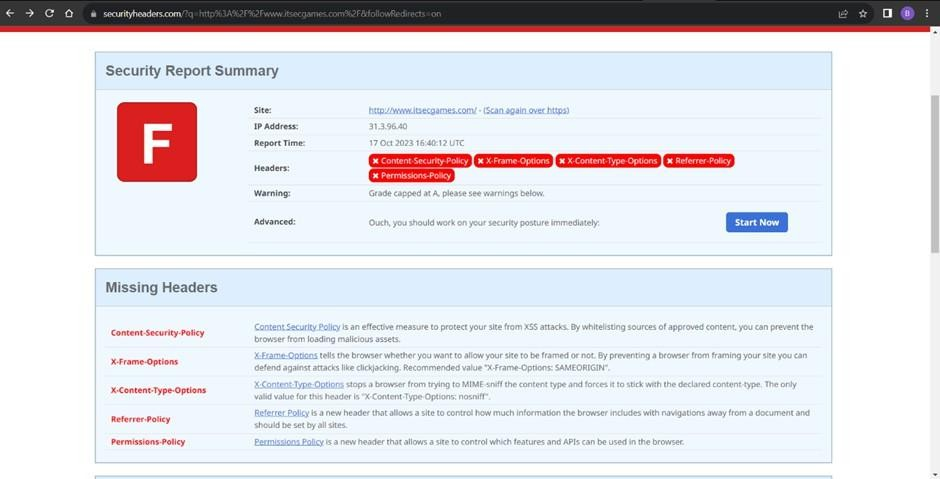 securityheaders.com/?q=http%3A%2F%2Fwww.itsecgames.com%2F&followRedirects=on
B
Security Report Summary
F
Site: http://www.itsecgames.com/ - (Scan again over https)
IP Address: 31.3.96.40
Report Time: 17 Oct 2023 16:40:12 UTC
Headers: ✖ Content-Security-Policy ✖ X-Frame-Options ✖ X-Content-Type-Options ✖ Referrer-Policy
✖ Permissions-Policy
Warning: Grade capped at A, please see warnings below.
Advanced: Ouch, you should work on your security posture immediately: Start Now
Missing Headers
Content-Security-Policy Content Security Policy is an effective measure to protect your site from XSS attacks. By whitelisting sources of approved content, you can prevent the
browser from loading malicious assets.
X-Frame-Options X-Frame-Options tells the browser whether you want to allow your site to be framed or not. By preventing a browser from framing your site you can
defend against attacks like clickjacking. Recommended value "X-Frame-Options: SAMEORIGIN".
X-Content-Type-Options X-Content-Type-Options stops a browser from trying to MIME-sniff the content type and forces it to stick with the declared content-type. The only
valid value for this header is "X-Content-Type-Options: nosniff".
Referrer-Policy Referrer Policy is a new header that allows a site to control how much information the browser includes with navigations away from a document and
should be set by all sites.
Permissions-Policy Permissions Policy is a new header that allows a site to control which features and APIs can be used in the browser.